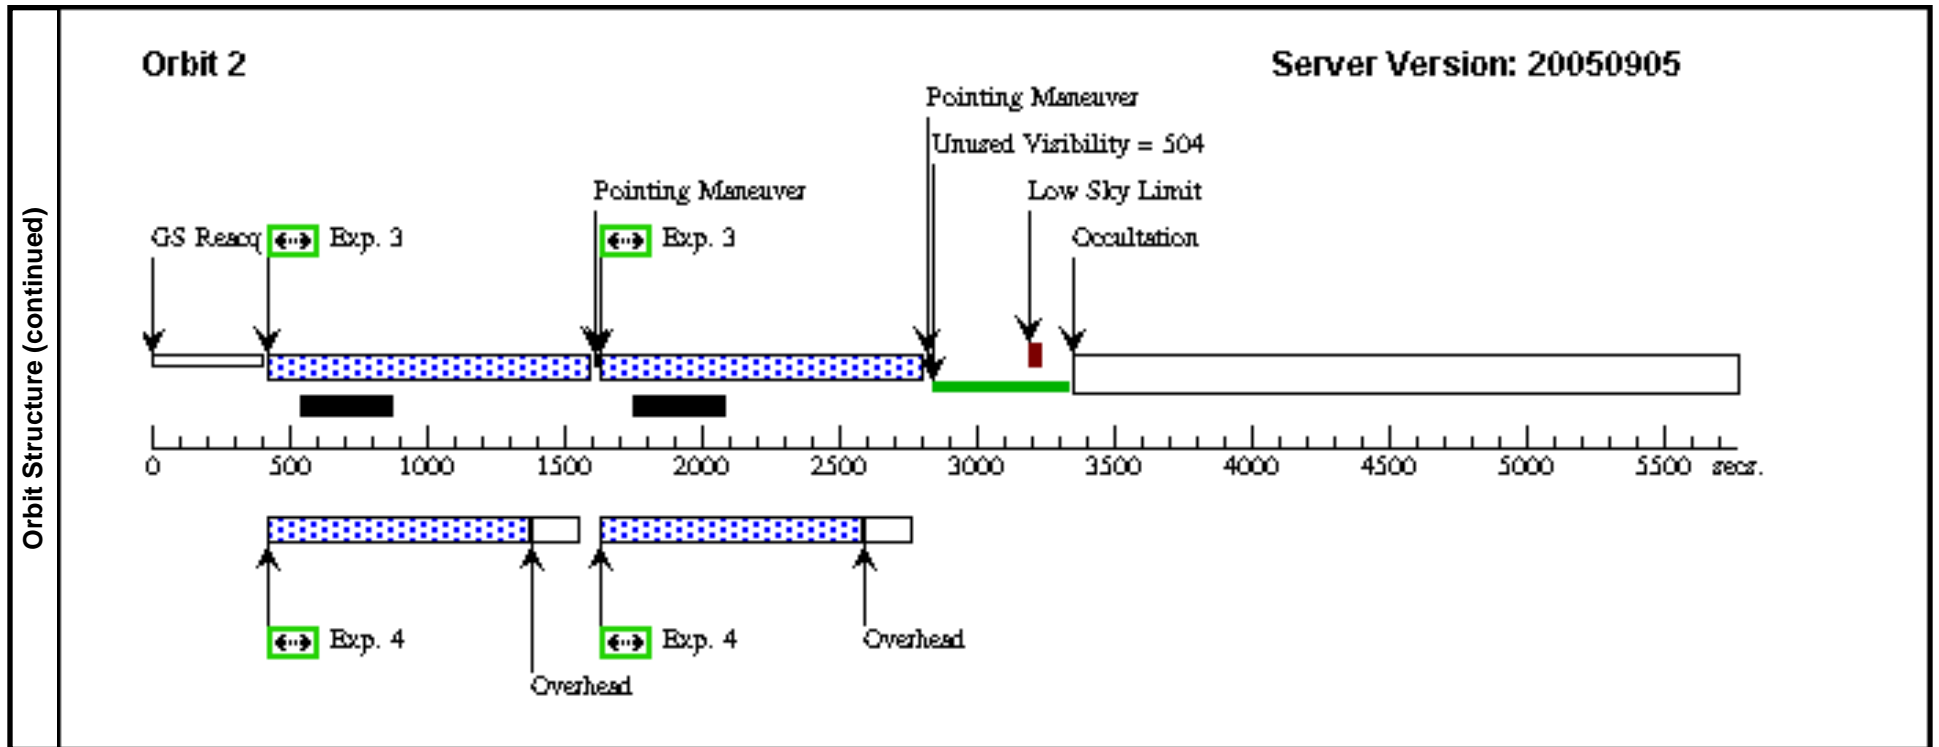 Orbit Structure (continued)
Orbit 2
Server Version: 20050905
Pointing Maneuver
Unused Visibility = 504
Pointing Maneuver
Low Sky Limit
GS Reacq
Exp. 3
Exp. 3
Occultation
0 500 1000 1500 2000 2500 3000 3500 4000 4500 5000 5500 secs.
Exp. 4
Exp. 4
Overhead
Overhead